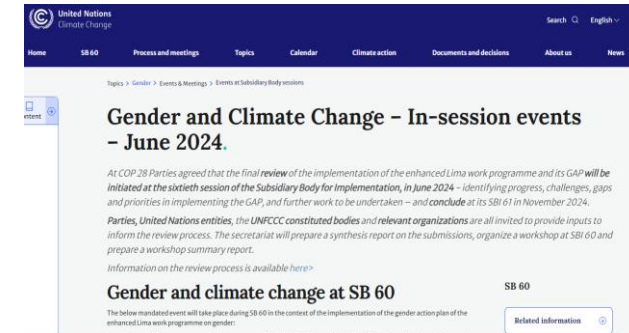 United Nations
Climate Change
Search
English
Home SB 60 Process and meetings Topics Calendar Climate action Documents and decisions About us News
Topics > Gender > Events & Meetings > Events at Subsidiary Body sessions
ontent
Gender and Climate Change – In-session events
– June 2024.
At COP 28 Parties agreed that the final review of the implementation of the enhanced Lima work programme and its GAP will be
initiated at the sixtieth session of the Subsidiary Body for Implementation, in June 2024 – identifying progress, challenges, gaps
and priorities in implementing the GAP, and further work to be undertaken – and conclude at its SBI 61 in November 2024.
Parties, United Nations entities, the UNFCCC constituted bodies and relevant organizations are all invited to provide inputs to
inform the review process. The secretariat will prepare a synthesis report on the submissions, organize a workshop at SBI 60 and
prepare a workshop summary report.
Information on the review process is available here>
Gender and climate change at SB 60
The below mandated event will take place during SB 60 in the context of the implementation of the gender action plan of the
enhanced Lima work programme on gender:
SB 60
Related information